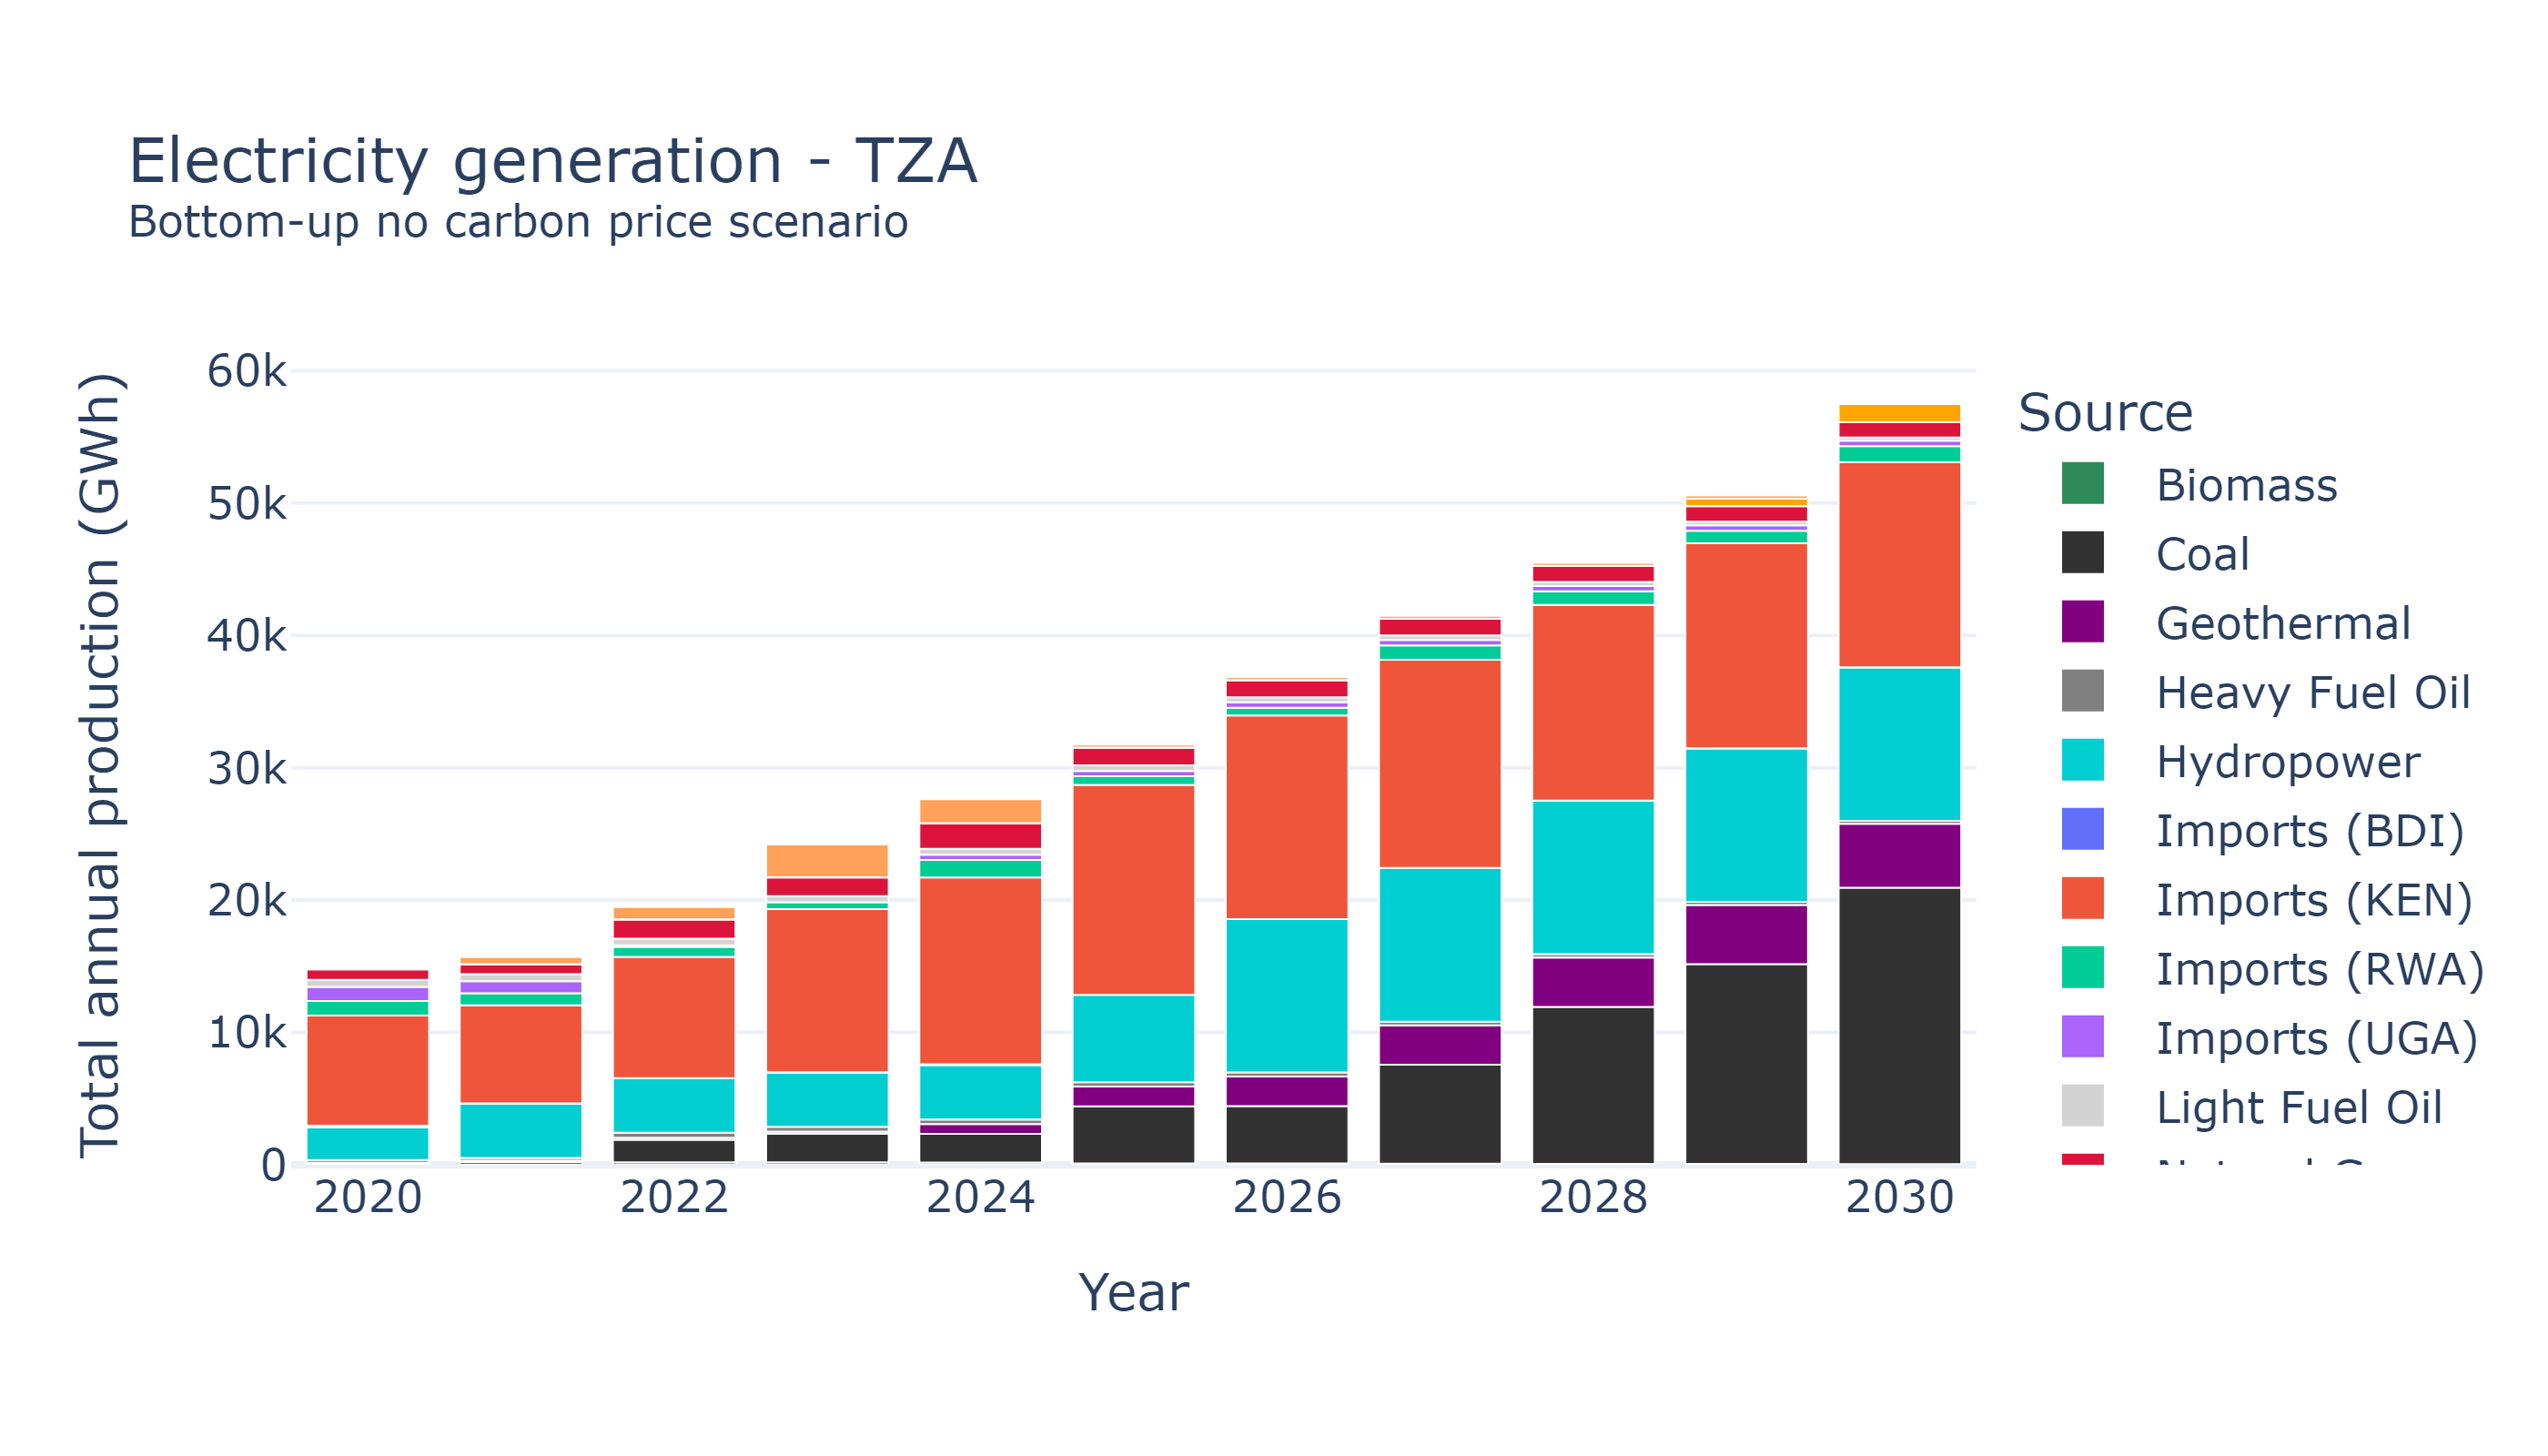 Electricity generation - TZA
Bottom-up no carbon price scenario
Total annual production (GWh)
60k
50k
40k
30k
20k
10k
0
2020
2022
2024
2026
2028
2030
Year
Source
Biomass
Coal
Geothermal
Heavy Fuel Oil
Hydropower
Imports (BDI)
Imports (KEN)
Imports (RWA)
Imports (UGA)
Light Fuel Oil